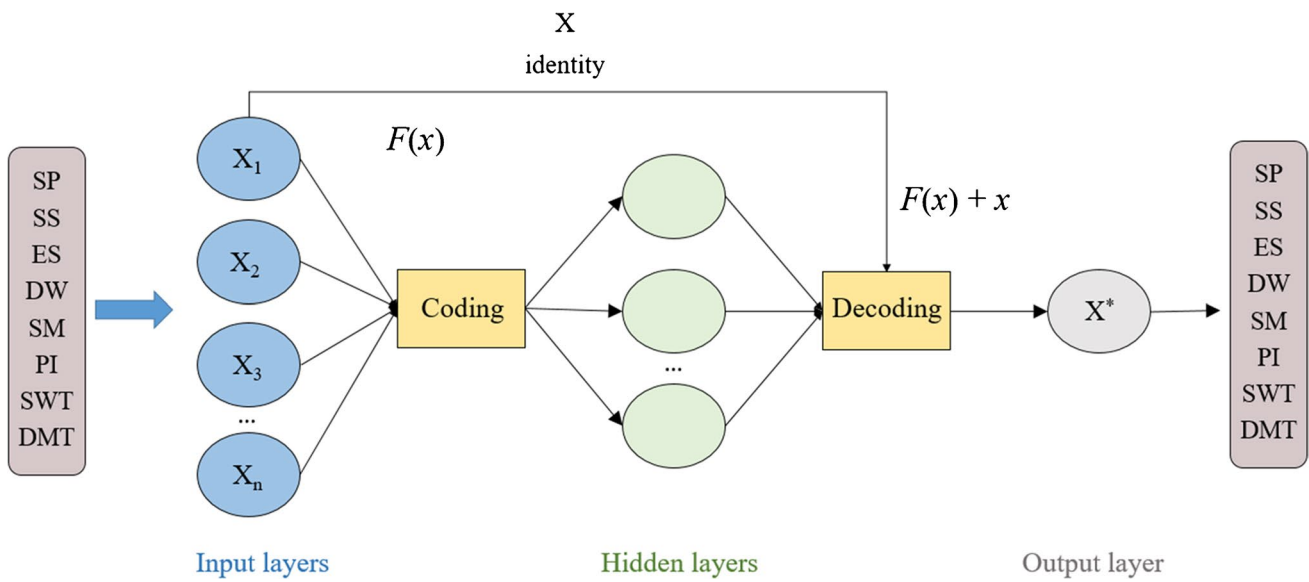 X
identity
F(x)
F(x) + x
SP
SS
ES
DW
SM
PI
SWT
DMT
X1
X2
X3
...
Xn
Coding
...
Decoding
X*
SP
SS
ES
DW
SM
PI
SWT
DMT
Input layers
Hidden layers
Output layer